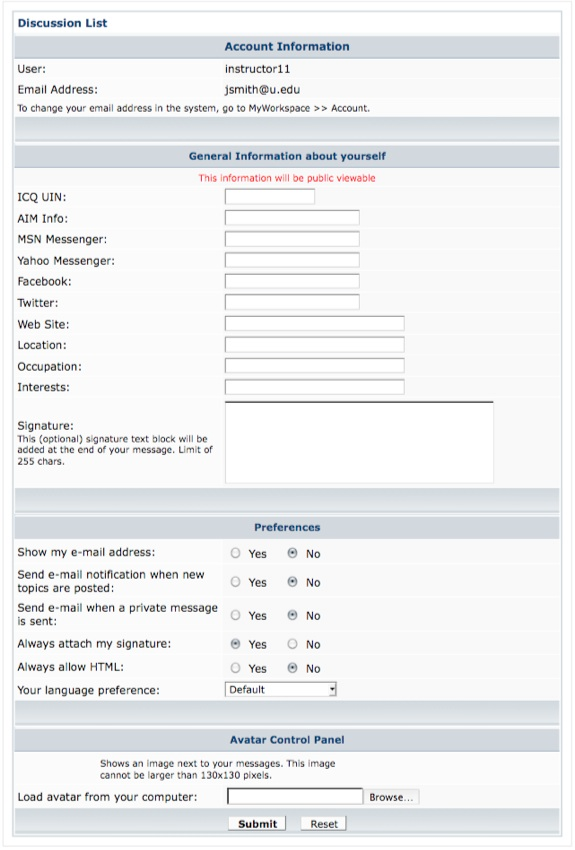 Discussion List
Account Information
User: instructor11
Email Address: jsmith@u.edu
To change your email address in the system, go to MyWorkspace >> Account.
General Information about yourself
This information will be public viewable
ICQ UIN:
AIM Info:
MSN Messenger:
Yahoo Messenger:
Facebook:
Twitter:
Web Site:
Location:
Occupation:
Interests:
Signature:
This (optional) signature text block will be
added at the end of your message. Limit of
255 chars.
Preferences
Show my e-mail address: Yes No
Send e-mail notification when new
topics are posted: Yes No
Send e-mail when a private message
is sent: Yes No
Always attach my signature: Yes No
Always allow HTML: Yes No
Your language preference: Default
Avatar Control Panel
Shows an image next to your messages. This image
cannot be larger than 130x130 pixels.
Load avatar from your computer: Browse...
Submit Reset